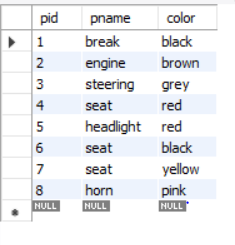 pid pname color
1 break black
2 engine brown
3 steering grey
4 seat red
5 headlight red
6 seat black
7 seat yellow
8 horn pink
NULL NULL NULL